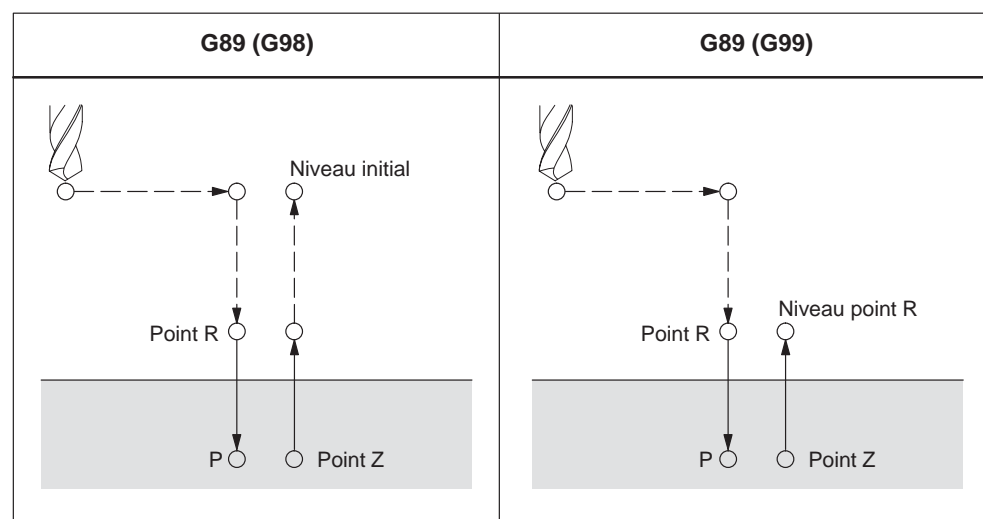 G89 (G98)
G89 (G99)
Niveau initial
Point R
P
Point Z
Niveau point R
Point R
P
Point Z